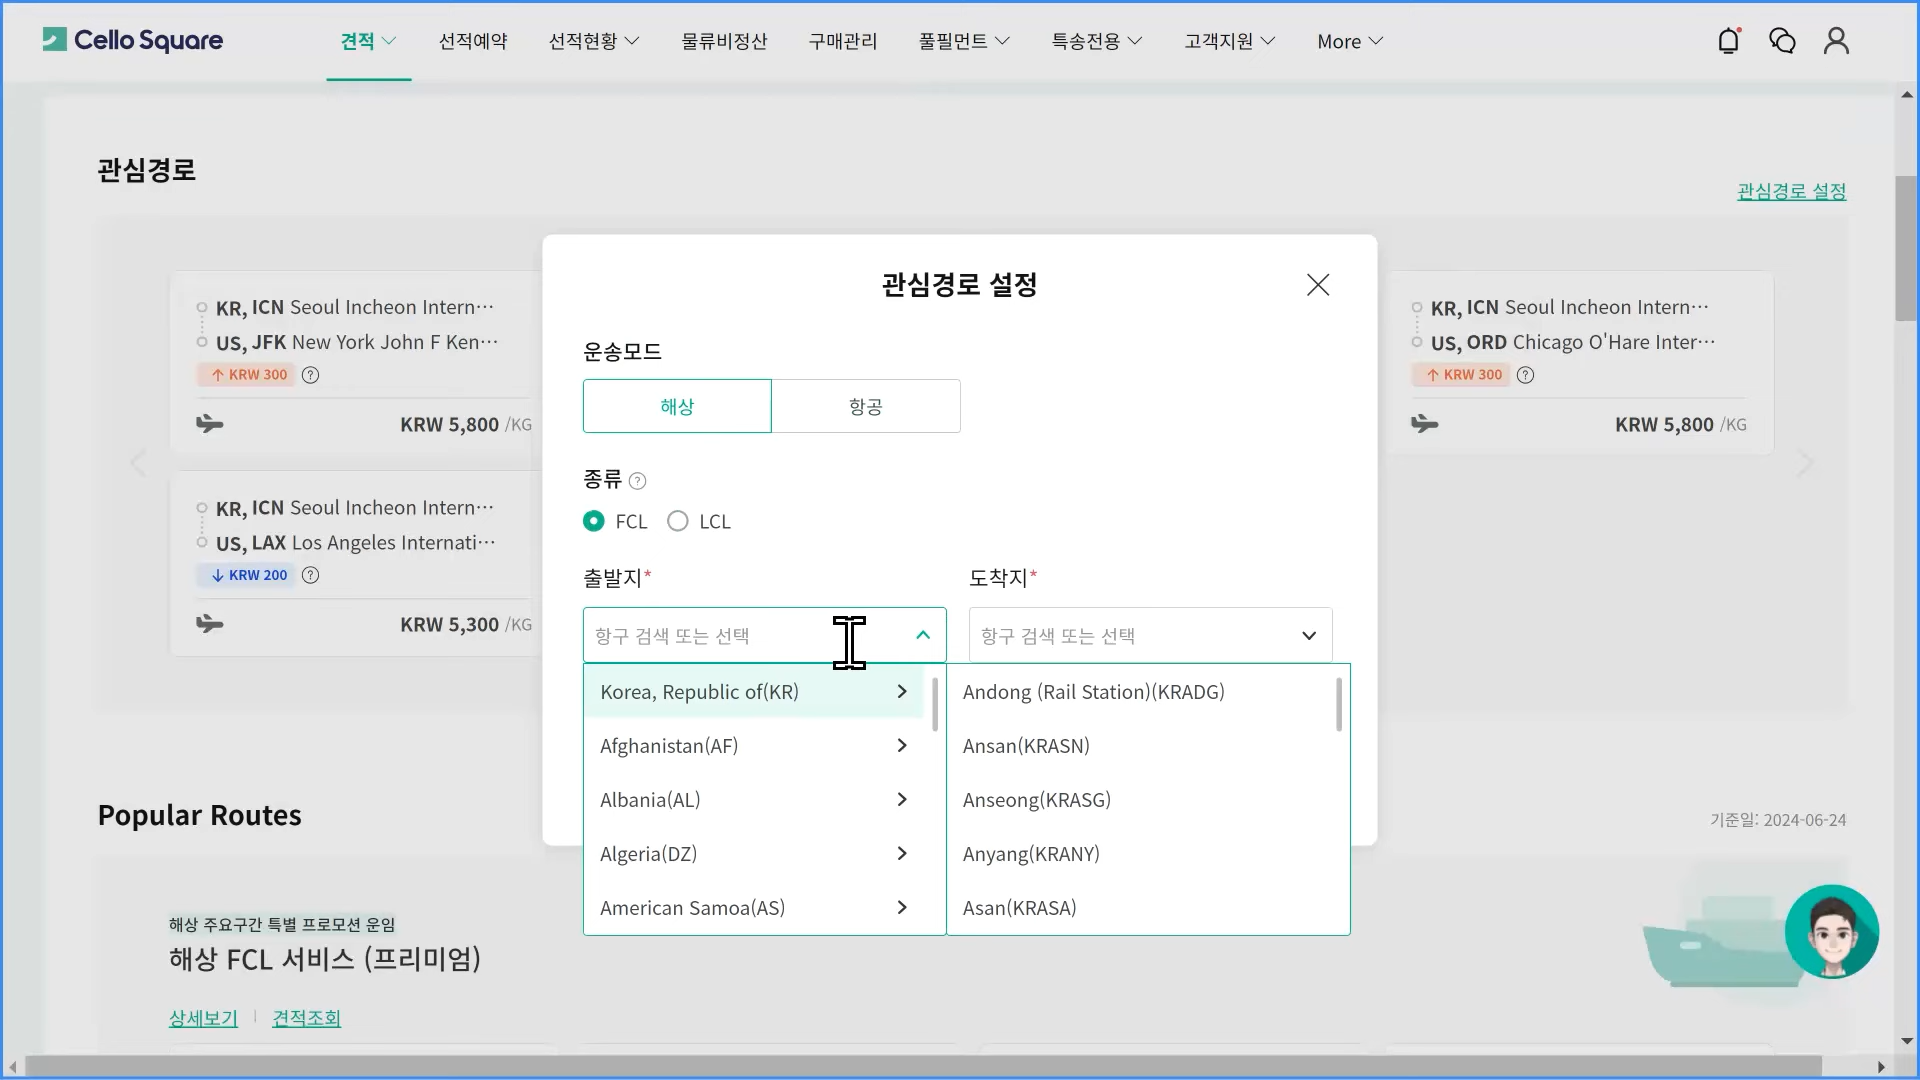 Cello Square
견적
선적예약
선적현황
물류비정산
구매관리
풀필먼트
특송전용
고객지원
More
관심경로
관심경로 설정
KR, ICN Seoul Incheon Intern···
US, JFK New York John F Ken···
↑ KRW 300 ?
KRW 5,800 /KG
KR, ICN Seoul Incheon Intern···
US, LAX Los Angeles Internati···
↓ KRW 200 ?
KRW 5,300 /KG
KR, ICN Seoul Incheon Intern···
US, ORD Chicago O'Hare Inter···
↑ KRW 300 ?
KRW 5,800 /KG
관심경로 설정
운송모드
해상
항공
종류 ?
FCL
LCL
출발지*
도착지*
항구 검색 또는 선택
항구 검색 또는 선택
Korea, Republic of(KR)
Afghanistan(AF)
Albania(AL)
Algeria(DZ)
American Samoa(AS)
Andong (Rail Station)(KRADG)
Ansan(KRASN)
Anseong(KRASG)
Anyang(KRANY)
Asan(KRASA)
Popular Routes
기준일: 2024-06-24
해상 주요구간 특별 프로모션 운임
해상 FCL 서비스 (프리미엄)
상세보기 | 견적조회